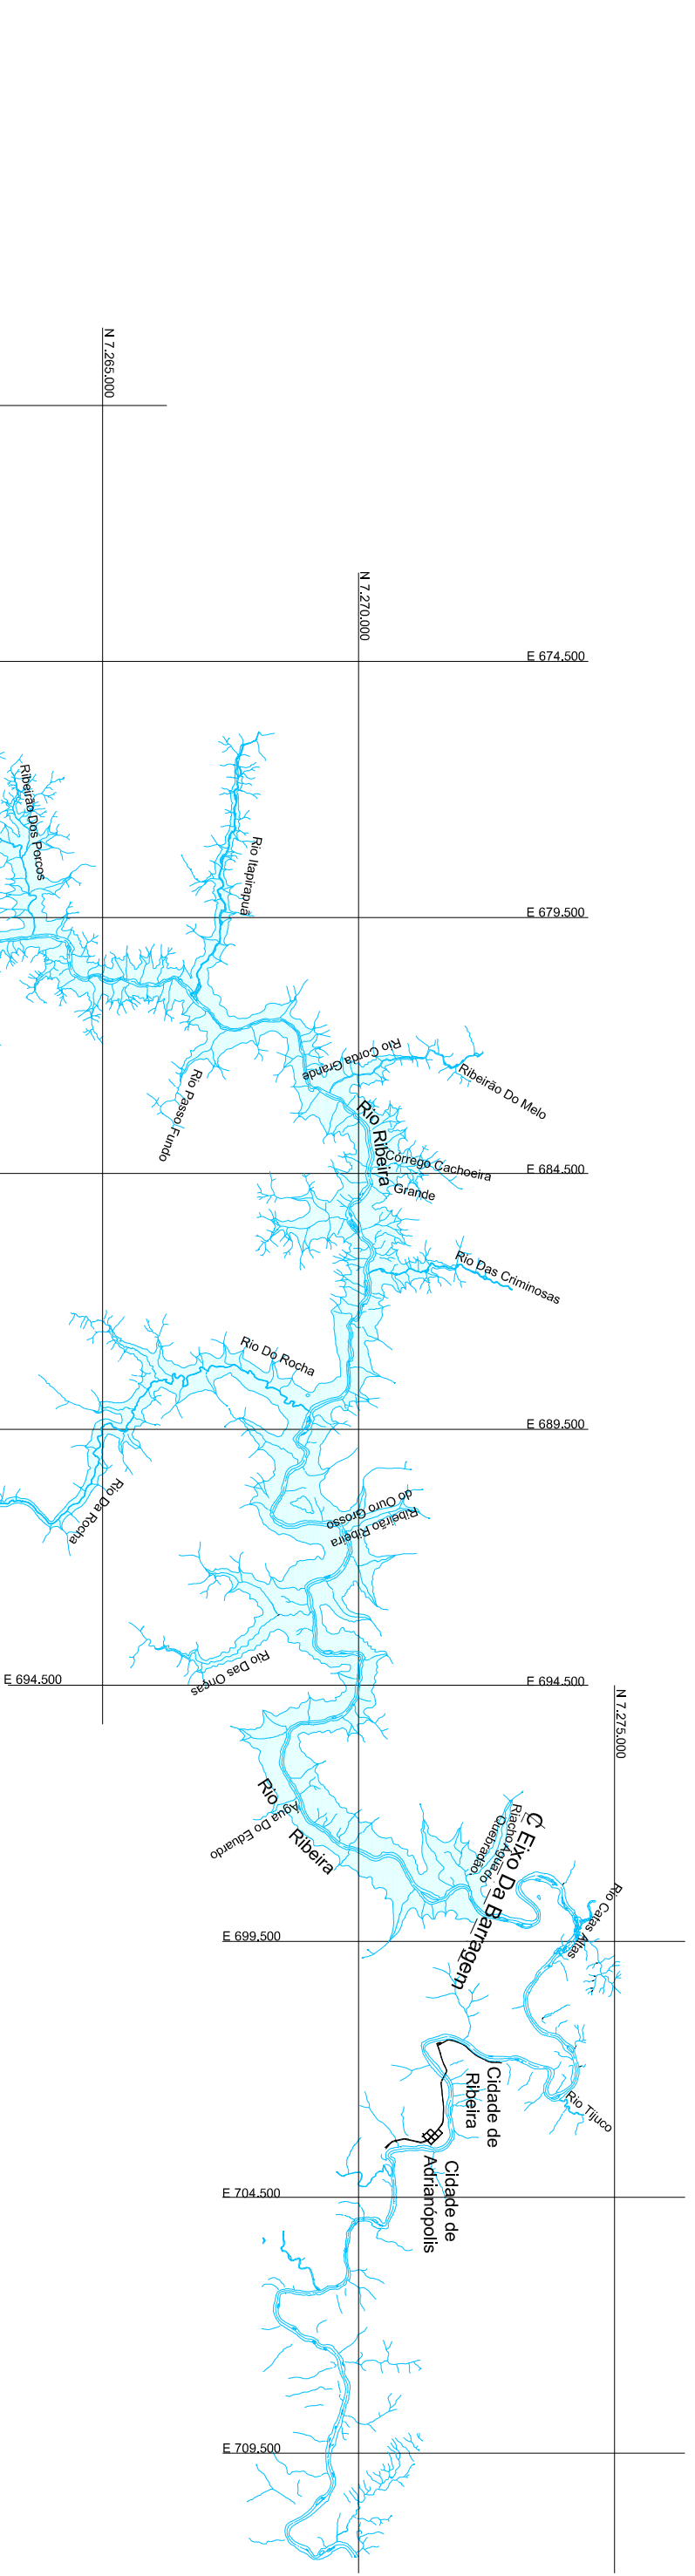 N 7.265.000
N 7.270.000
E 674.500
Ribeirão Dos Porcos
Rio Itapirapuã
E 679.500
Rio Corda Grande
Ribeirão Do Melo
Rio Passo Fundo
Rio Ribeira
Córrego Cachoeira
Grande
E 684.500
Rio Das Criminosas
Rio Do Rocha
E 689.500
Rio Da Rocha
Ribeirão Ribeira
do Ouro Grosso
Rio Das Onças
E 694.500
E 694.500
N 7.275.000
Rio
Ribeira
Água Do Eduardo
Riacho Aguado
Quebradão
₵ Eixo Da Barragem
Rio Catas Altas
E 699.500
Cidade de
Ribeira
Rio Tijuco
Cidade de
Adrianópolis
E 704.500
E 709.500